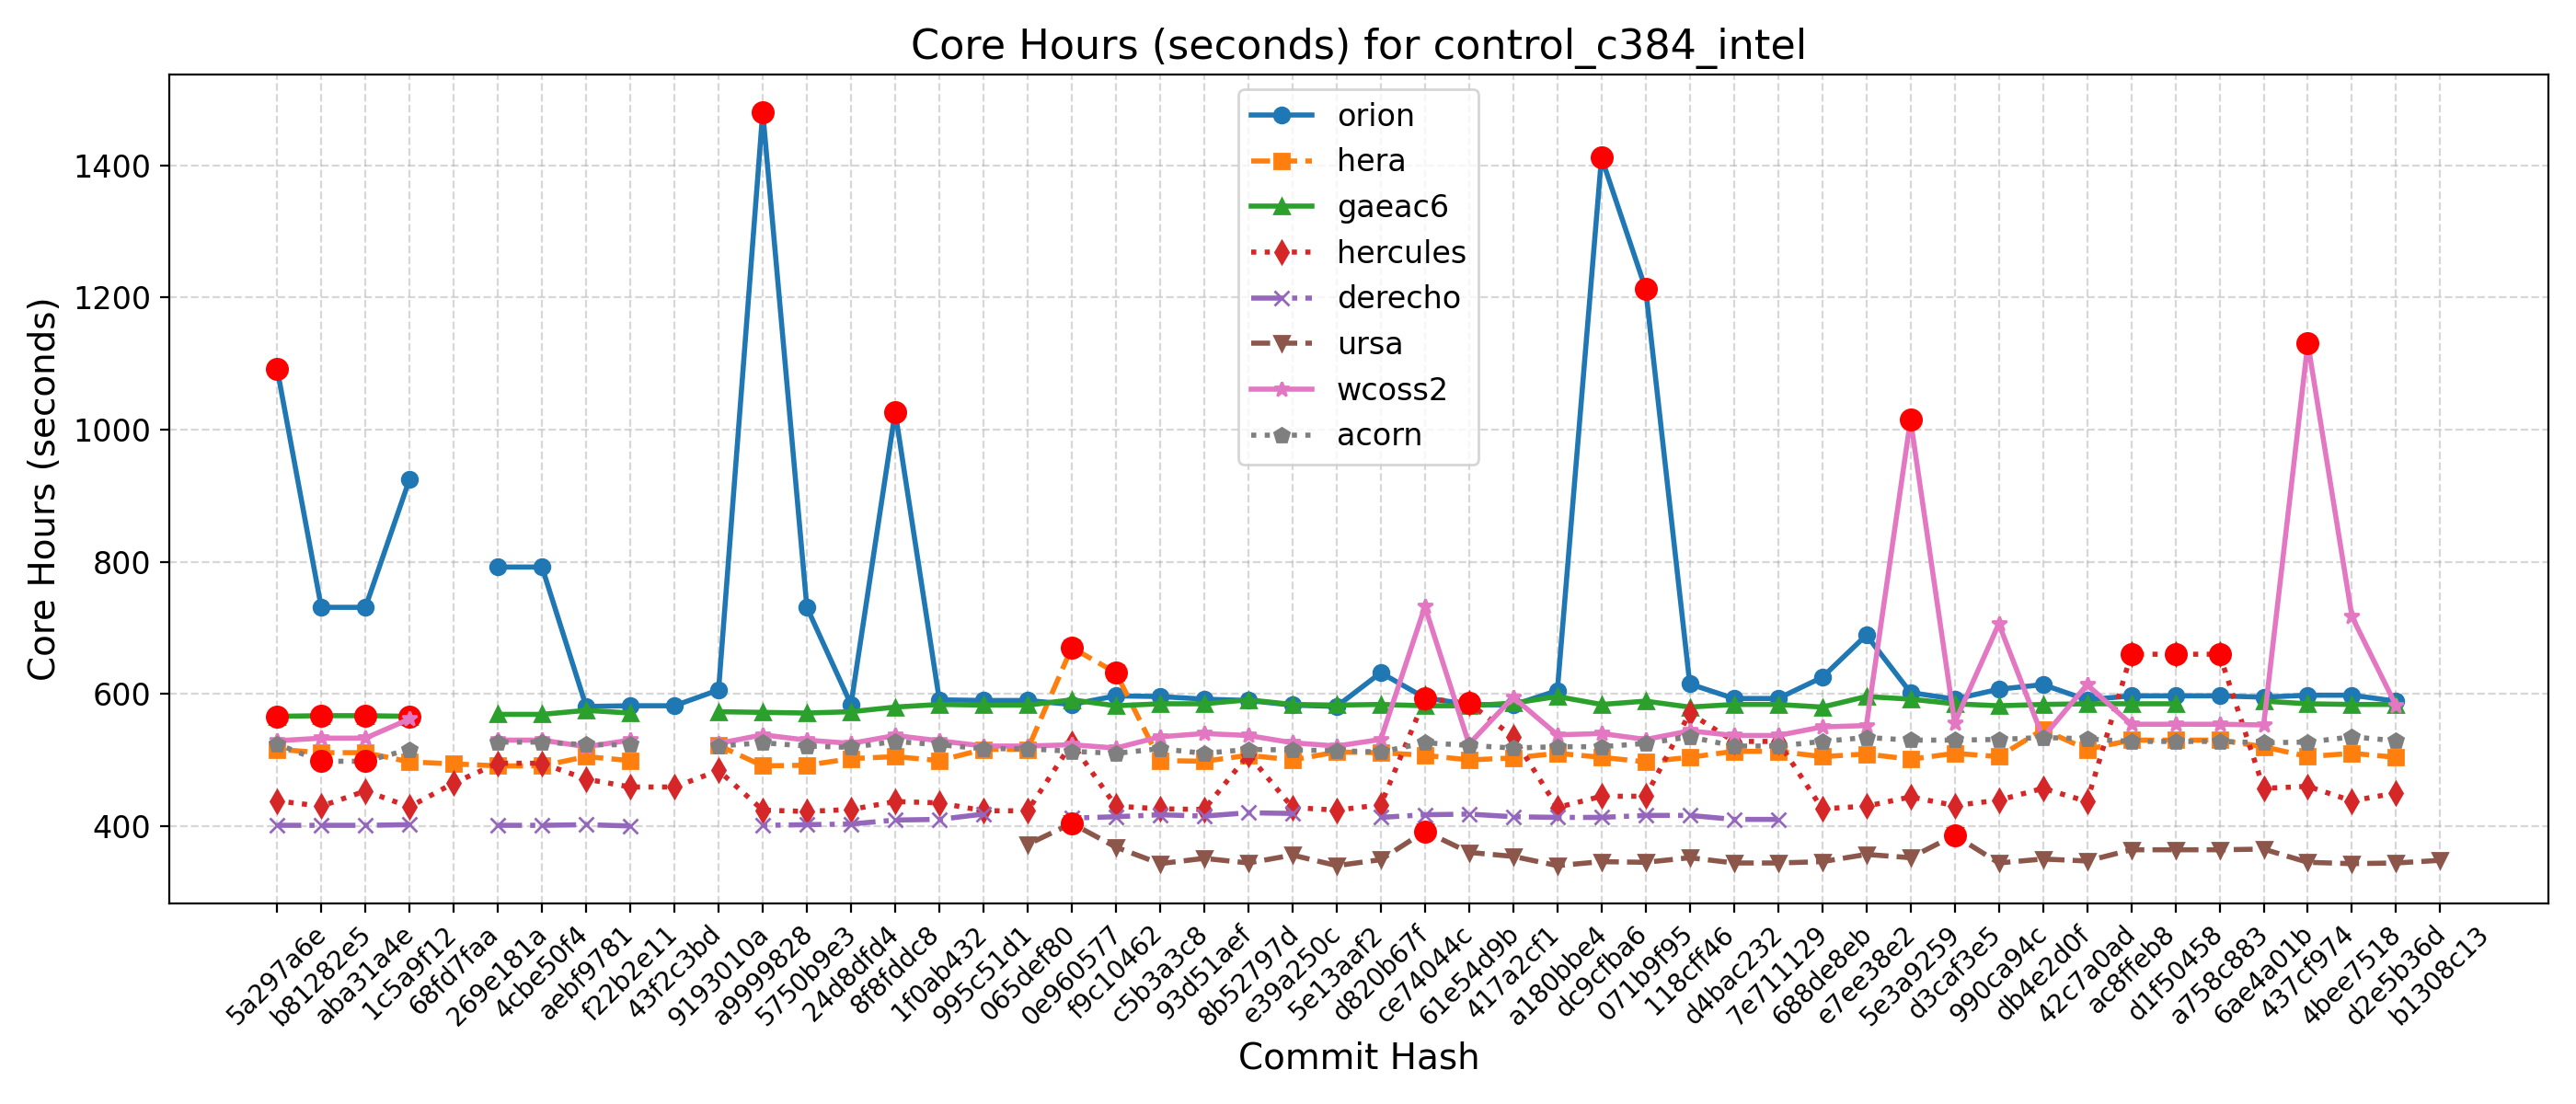 Core Hours (seconds) for control_c384_intel
Core Hours (seconds)
1400
1200
1000
800
600
400
orion
hera
gaeac6
hercules
derecho
ursa
wcoss2
acorn
5a297a6e
b81282e5
aba31a4e
1c5a9f12
68fd7faa
269e181a
4cbe50f4
aebf9781
f22b2e11
43f2c3bd
9193010a
a9999828
5750b9e3
24d8dfd4
8f8fddc8
1f0ab432
995c51d1
065def80
0e960577
f9c10462
c5b3a3c8
93d51aef
8b52797d
e39a250c
5e13aaf2
d820b67f
ce74044c
61e54d9b
417a2cf1
a180bbe4
dc9cfba6
071b9f95
118cff46
d4bac232
7e711129
688de8eb
e7ee38e2
5e3a9259
d3caf3e5
990ca94c
db4e2d0f
42c7a0ad
ac8ffeb8
d1f50458
a758c883
6ae4a01b
437cf974
4bee7518
d2e5b36d
b1308c13
Commit Hash